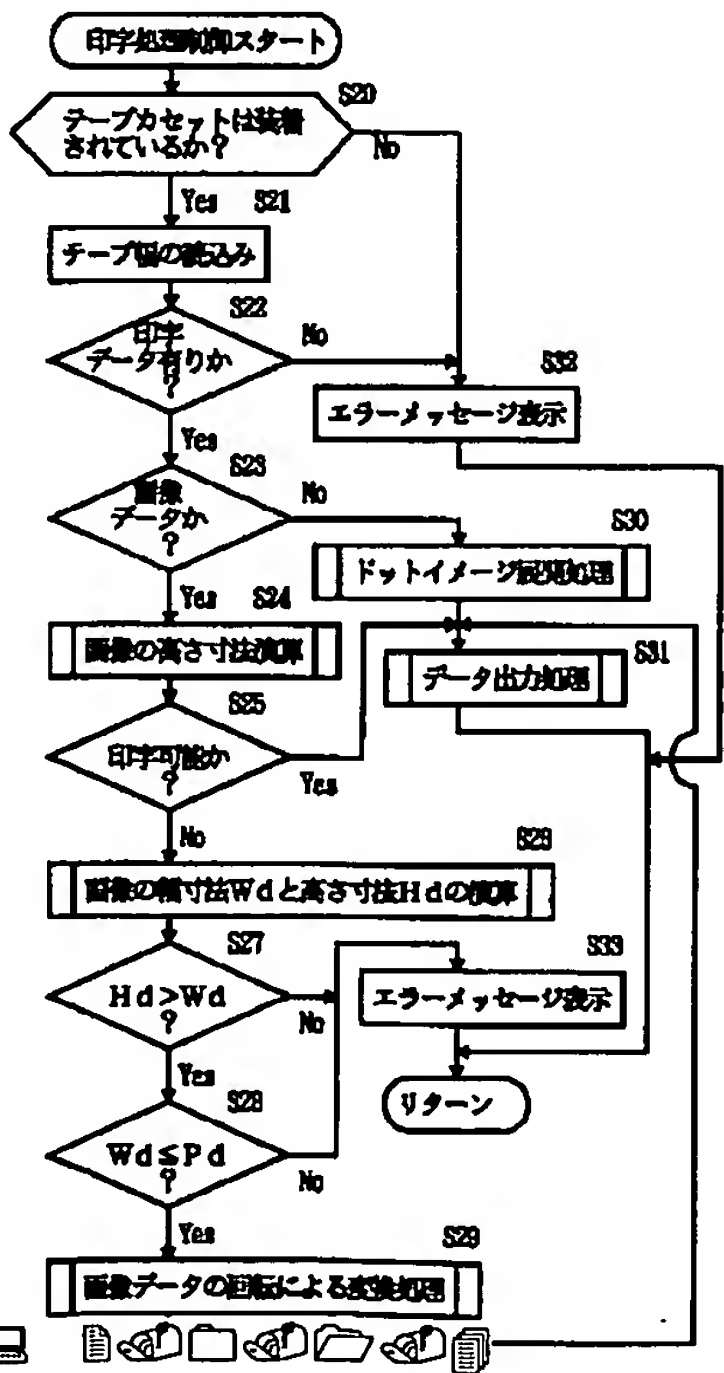 印字処理制御スタート
S20
テープカセットは装着
されているか?
No
Yes
S21
テープ幅の読込み
S22
印字
データ有りか
?
No
S32
エラーメッセージ表示
Yes
S23
画像
データか
?
No
S30
ドットイメージ展開処理
Yes
S24
画像の高さ寸法演算
S31
データ出力処理
S25
印字可能か
?
Yes
No
画像の幅寸法Wdと高さ寸法Hdの演算
S27
Hd>Wd
?
No
S33
エラーメッセージ表示
Yes
リターン
S28
Wd≦Pd
?
No
Yes
S29
画像データの回転による変換処理